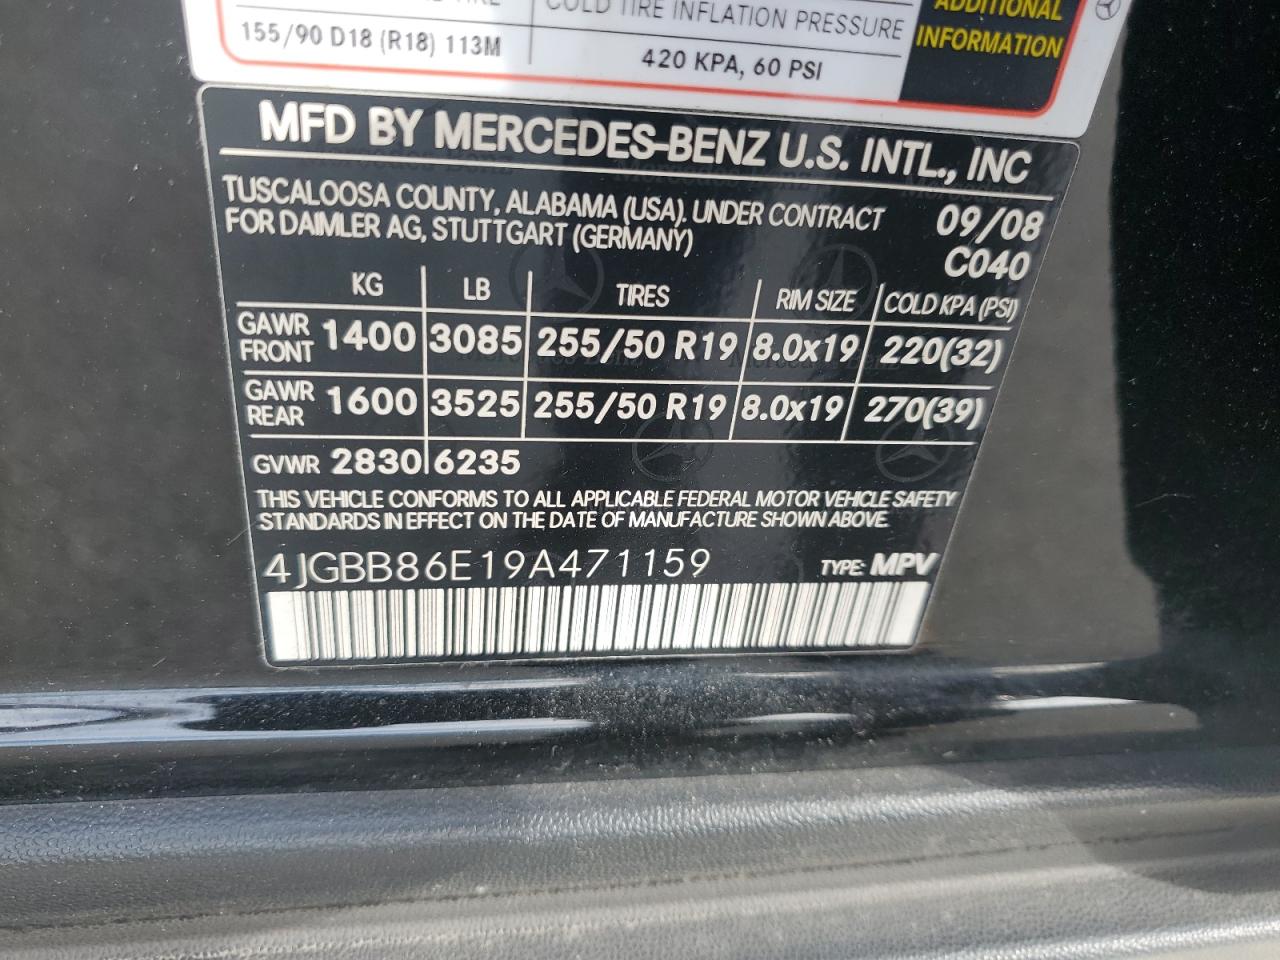 155/90 D18 (R18) 113M
COLD TIRE INFLATION PRESSURE
420 KPA, 60 PSI
ADDITIONAL
INFORMATION
MFD BY MERCEDES-BENZ U.S. INTL., INC
TUSCALOOSA COUNTY, ALABAMA (USA). UNDER CONTRACT
FOR DAIMLER AG, STUTTGART (GERMANY)
09/08
C040
KG LB TIRES RIM SIZE COLD KPA (PSI)
GAWR FRONT 1400 3085 255/50 R19 8.0x19 220(32)
GAWR REAR 1600 3525 255/50 R19 8.0x19 270(39)
GVWR 2830 6235
THIS VEHICLE CONFORMS TO ALL APPLICABLE FEDERAL MOTOR VEHICLE SAFETY
STANDARDS IN EFFECT ON THE DATE OF MANUFACTURE SHOWN ABOVE.
4JGBB86E19A471159 TYPE: MPV